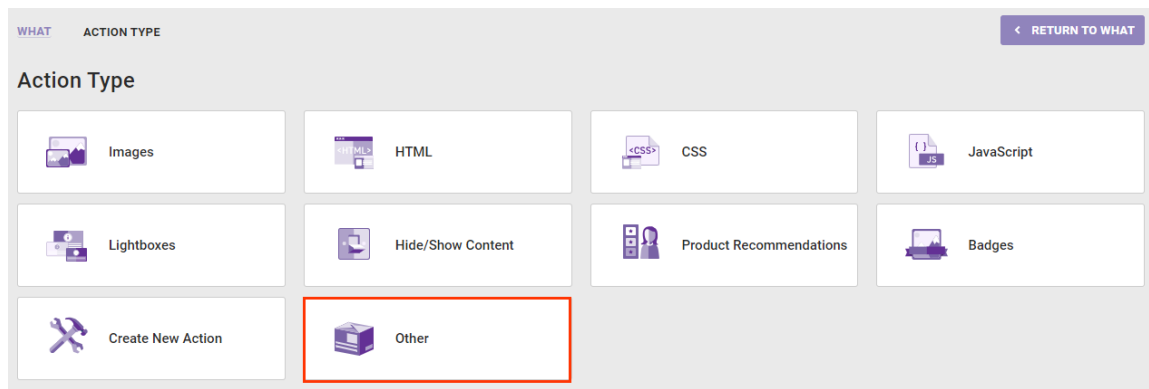 WHAT ACTION TYPE < RETURN TO WHAT
Action Type
Images <HTML> HTML <CSS> CSS { } JS JavaScript
Lightboxes Hide/Show Content Product Recommendations Badges
Create New Action Other